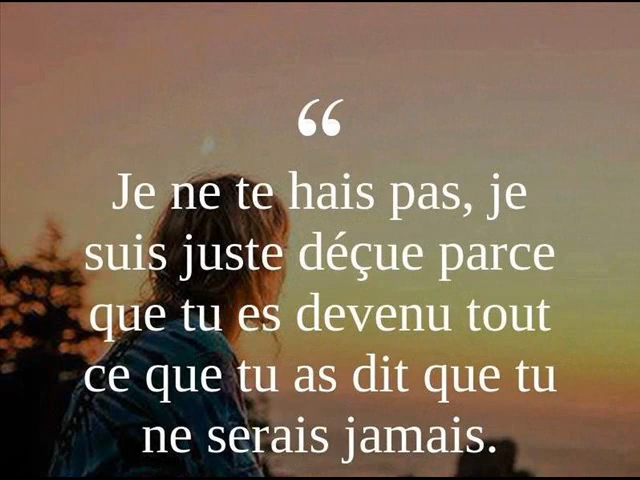 “
Je ne te hais pas, je
suis juste déçue parce
que tu es devenu tout
ce que tu as dit que tu
ne serais jamais.